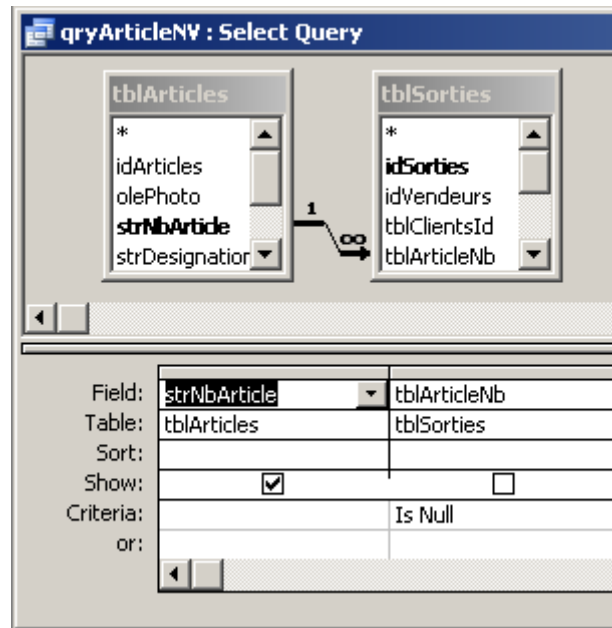 qryArticleNV : Select Query
tblArticles
*
idArticles
olePhoto
strNbArticle
strDesignation
1
∞
tblSorties
*
idSorties
idVendeurs
tblClientsId
tblArticleNb
Field: strNbArticle tblArticleNb
Table: tblArticles tblSorties
Sort:
Show:
Criteria: Is Null
or: